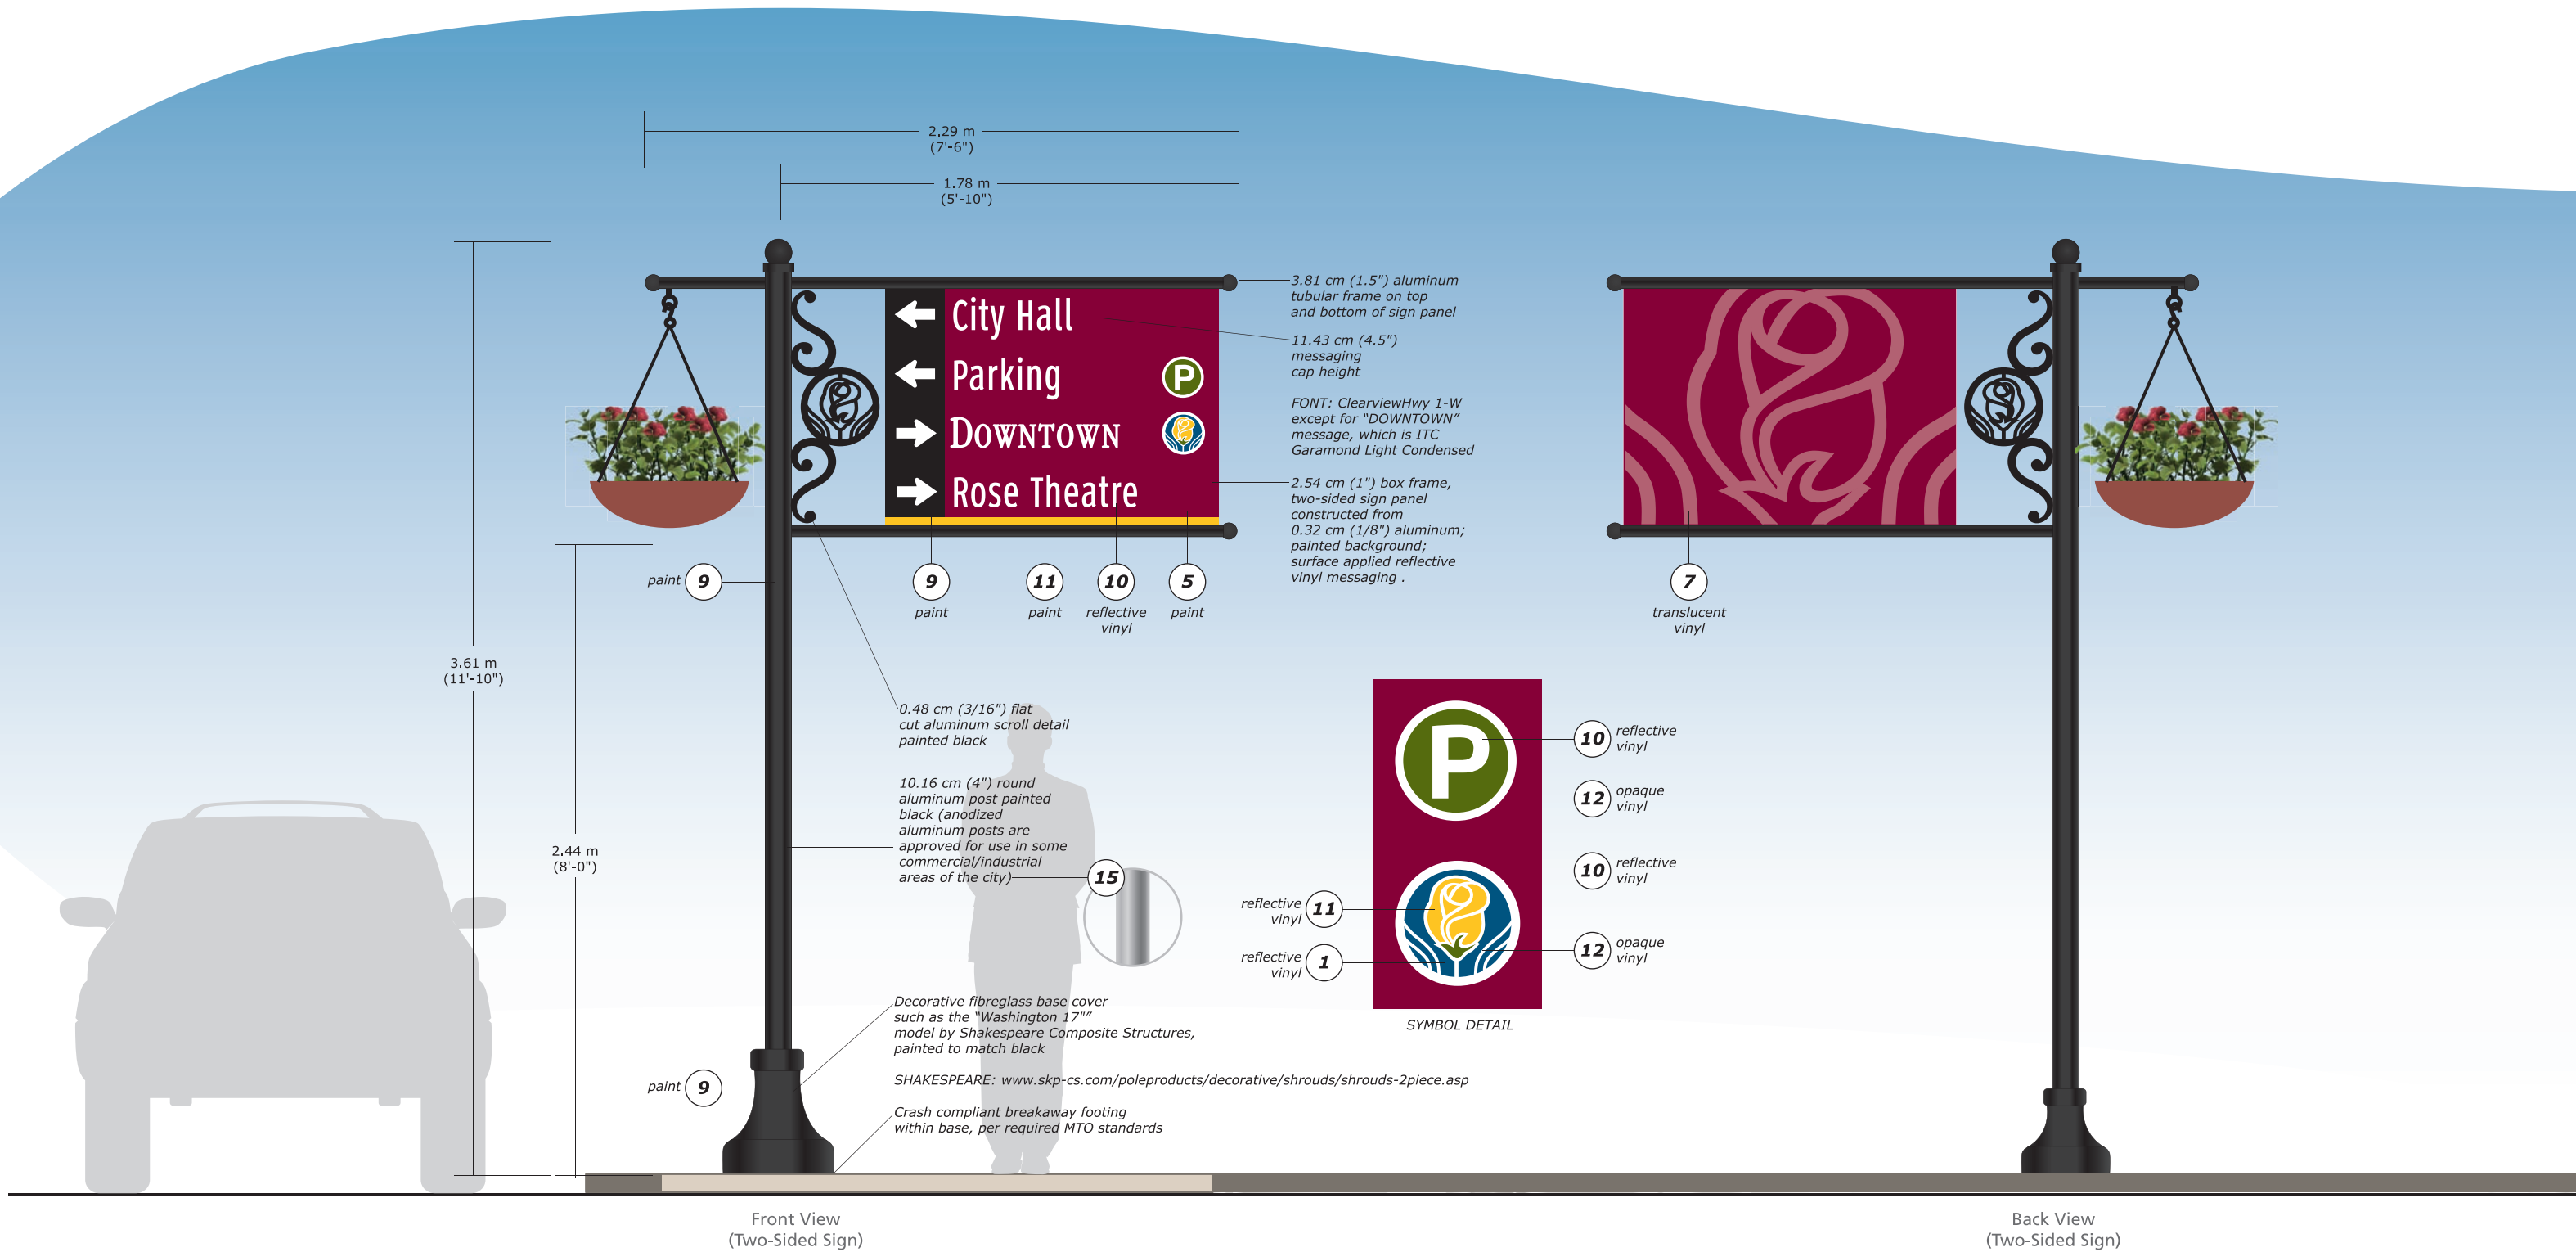 2.29 m
(7'-6")
1.78 m
(5'-10")
City Hall
Parking
P
DOWNTOWN
Rose Theatre
3.81 cm (1.5") aluminum
tubular frame on top
and bottom of sign panel
11.43 cm (4.5")
messaging
cap height
FONT: ClearviewHwy 1-W
except for “DOWNTOWN”
message, which is ITC
Garamond Light Condensed
2.54 cm (1") box frame,
two-sided sign panel
constructed from
0.32 cm (1/8") aluminum;
painted background;
surface applied reflective
vinyl messaging .
paint 9
9
paint
11
paint
10
reflective
vinyl
5
paint
7
translucent
vinyl
3.61 m
(11'-10")
2.44 m
(8'-0")
0.48 cm (3/16") flat
cut aluminum scroll detail
painted black
10.16 cm (4") round
aluminum post painted
black (anodized
aluminum posts are
approved for use in some
commercial/industrial
areas of the city)
15
P
10 reflective
vinyl
12 opaque
vinyl
10 reflective
vinyl
reflective 11
vinyl
12 opaque
vinyl
reflective 1
vinyl
SYMBOL DETAIL
Decorative fibreglass base cover
such as the “Washington 17"”
model by Shakespeare Composite Structures,
painted to match black
paint 9
SHAKESPEARE: www.skp-cs.com/poleproducts/decorative/shrouds/shrouds-2piece.asp
Crash compliant breakaway footing
within base, per required MTO standards
Front View
(Two-Sided Sign)
Back View
(Two-Sided Sign)